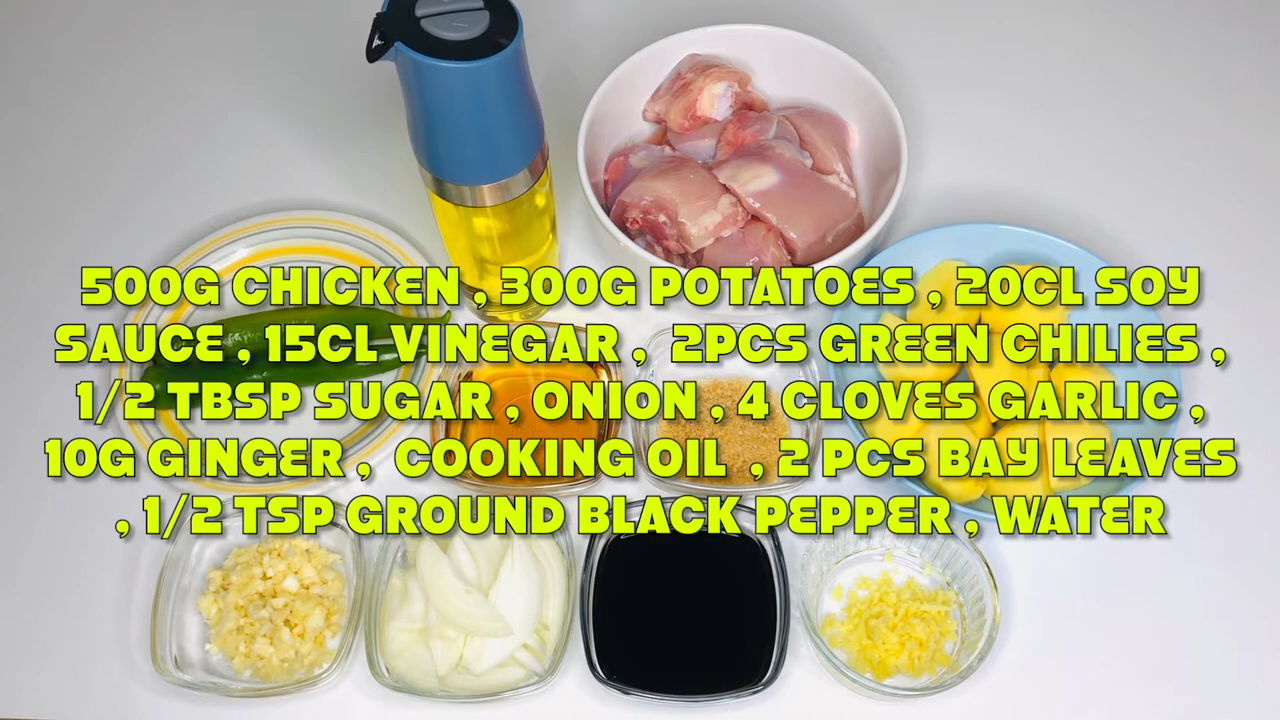 500G CHICKEN , 300G POTATOES , 20CL SOY
SAUCE , 15CL VINEGAR ,  2PCS GREEN CHILIES ,
1/2 TBSP SUGAR , ONION , 4 CLOVES GARLIC ,
10G GINGER ,  COOKING OIL  , 2 PCS BAY LEAVES
, 1/2 TSP GROUND BLACK PEPPER , WATER